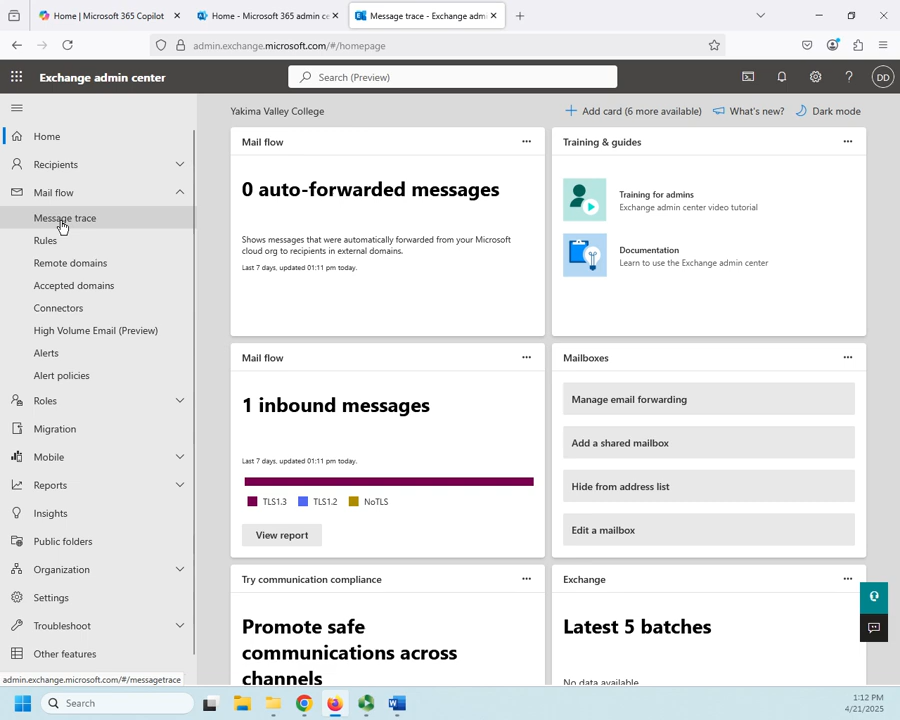 Home | Microsoft 365 Copilot
Home - Microsoft 365 admin ce
Message trace - Exchange admi
admin.exchange.microsoft.com/#/homepage
Exchange admin center
Search (Preview)
DD
Yakima Valley College
Add card (6 more available)
What's new?
Dark mode
Home
Recipients
Mail flow
Message trace
Rules
Remote domains
Accepted domains
Connectors
High Volume Email (Preview)
Alerts
Alert policies
Roles
Migration
Mobile
Reports
Insights
Public folders
Organization
Settings
Troubleshoot
Other features
Mail flow
0 auto-forwarded messages
Shows messages that were automatically forwarded from your Microsoft
cloud org to recipients in external domains.
Last 7 days, updated 01:11 pm today.
Training & guides
Training for admins
Exchange admin center video tutorial
Documentation
Learn to use the Exchange admin center
Mail flow
1 inbound messages
Last 7 days, updated 01:11 pm today.
TLS1.3 TLS1.2 NoTLS
View report
Mailboxes
Manage email forwarding
Add a shared mailbox
Hide from address list
Edit a mailbox
Try communication compliance
Promote safe
communications across
channels
Exchange
Latest 5 batches
No data available
admin.exchange.microsoft.com/#/messagetrace
Search
1:12 PM
4/21/2025